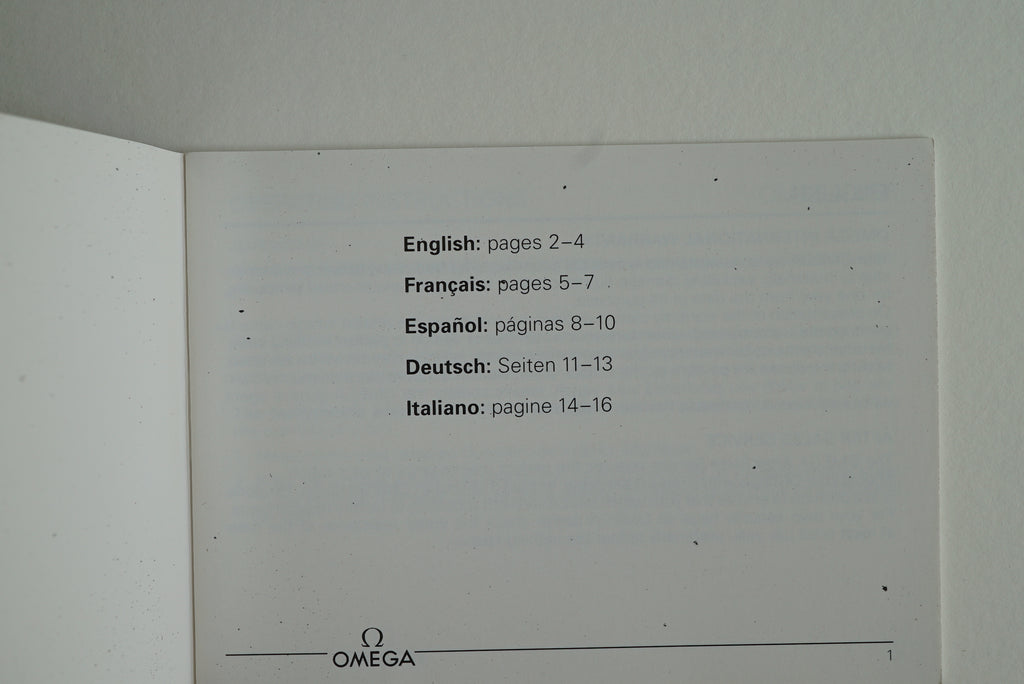 English: pages 2–4
Français: pages 5–7
Español: páginas 8–10
Deutsch: Seiten 11–13
Italiano: pagine 14–16
Ω
OMEGA
1